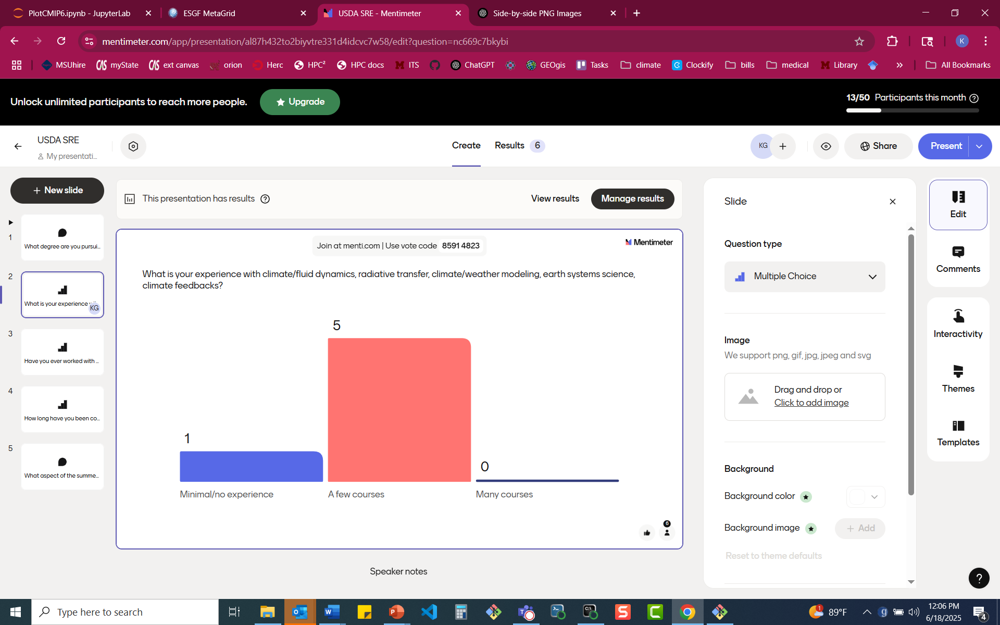 PlotCMIP6.ipynb - JupyterLab
ESGF MetaGrid
USDA SRE - Mentimeter
Side-by-side PNG Images
mentimeter.com/app/presentation/al87h432to2biyvtre331d4idcvc7w58/edit?question=nc669c7bkybi
K
MSUhire
myState
ext canvas
orion
Herc
HPC²
HPC docs
ITS
ChatGPT
GEOgis
Tasks
climate
Clockify
bills
medical
Library
All Bookmarks
Unlock unlimited participants to reach more people.
Upgrade
13/50 Participants this month
USDA SRE
My presentati...
Create
Results 6
KG
Share
Present
New slide
This presentation has results
View results
Manage results
1
What degree are you pursui...
2
What is your experience wi...
KG
3
Have you ever worked with ...
4
How long have you been co...
5
What aspect of the summe...
Join at menti.com | Use vote code 8591 4823
Mentimeter
What is your experience with climate/fluid dynamics, radiative transfer, climate/weather modeling, earth systems science,
climate feedbacks?
1
5
0
Minimal/no experience
A few courses
Many courses
6
Speaker notes
Slide
Question type
Multiple Choice
Image
We support png, gif, jpg, jpeg and svg
Drag and drop or
Click to add image
Background
Background color
Background image
Add
Reset to theme defaults
Edit
Comments
Interactivity
Themes
Templates
?
Type here to search
1
89°F
12:06 PM
6/18/2025
4